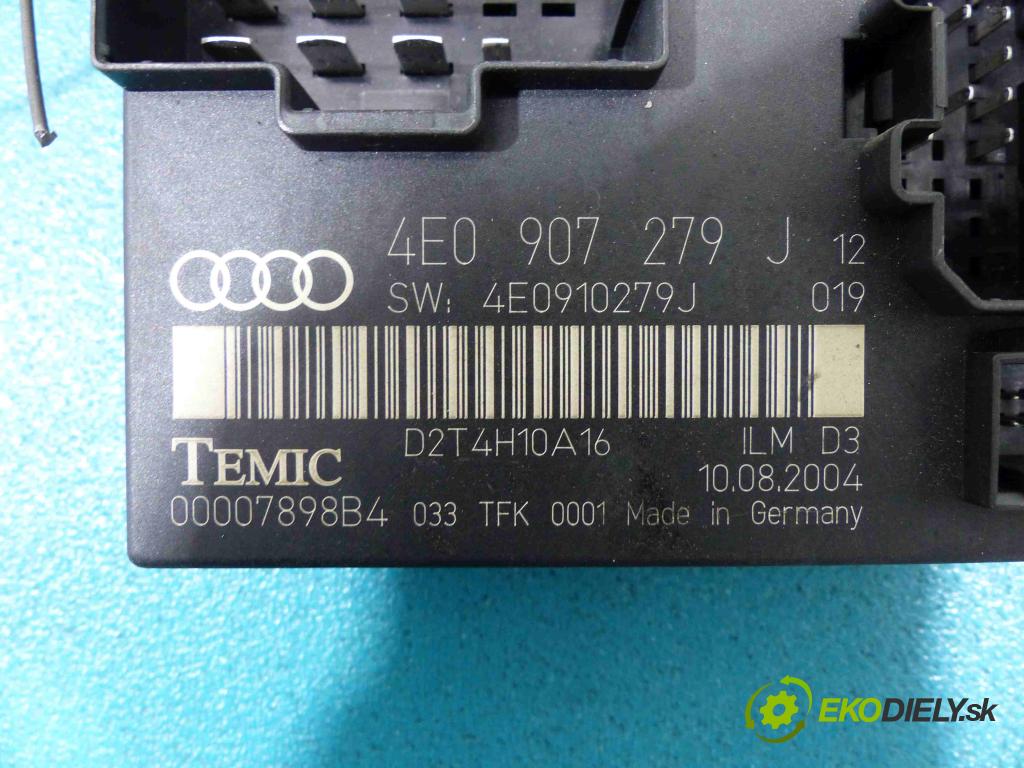 4E0 907 279 J 12
SW: 4E0910279J 019
TEMIC D2T4H10A16 ILM D3
10.08.2004
00007898B4 033 TFK 0001 Made in Germany
EKODIELY.sk